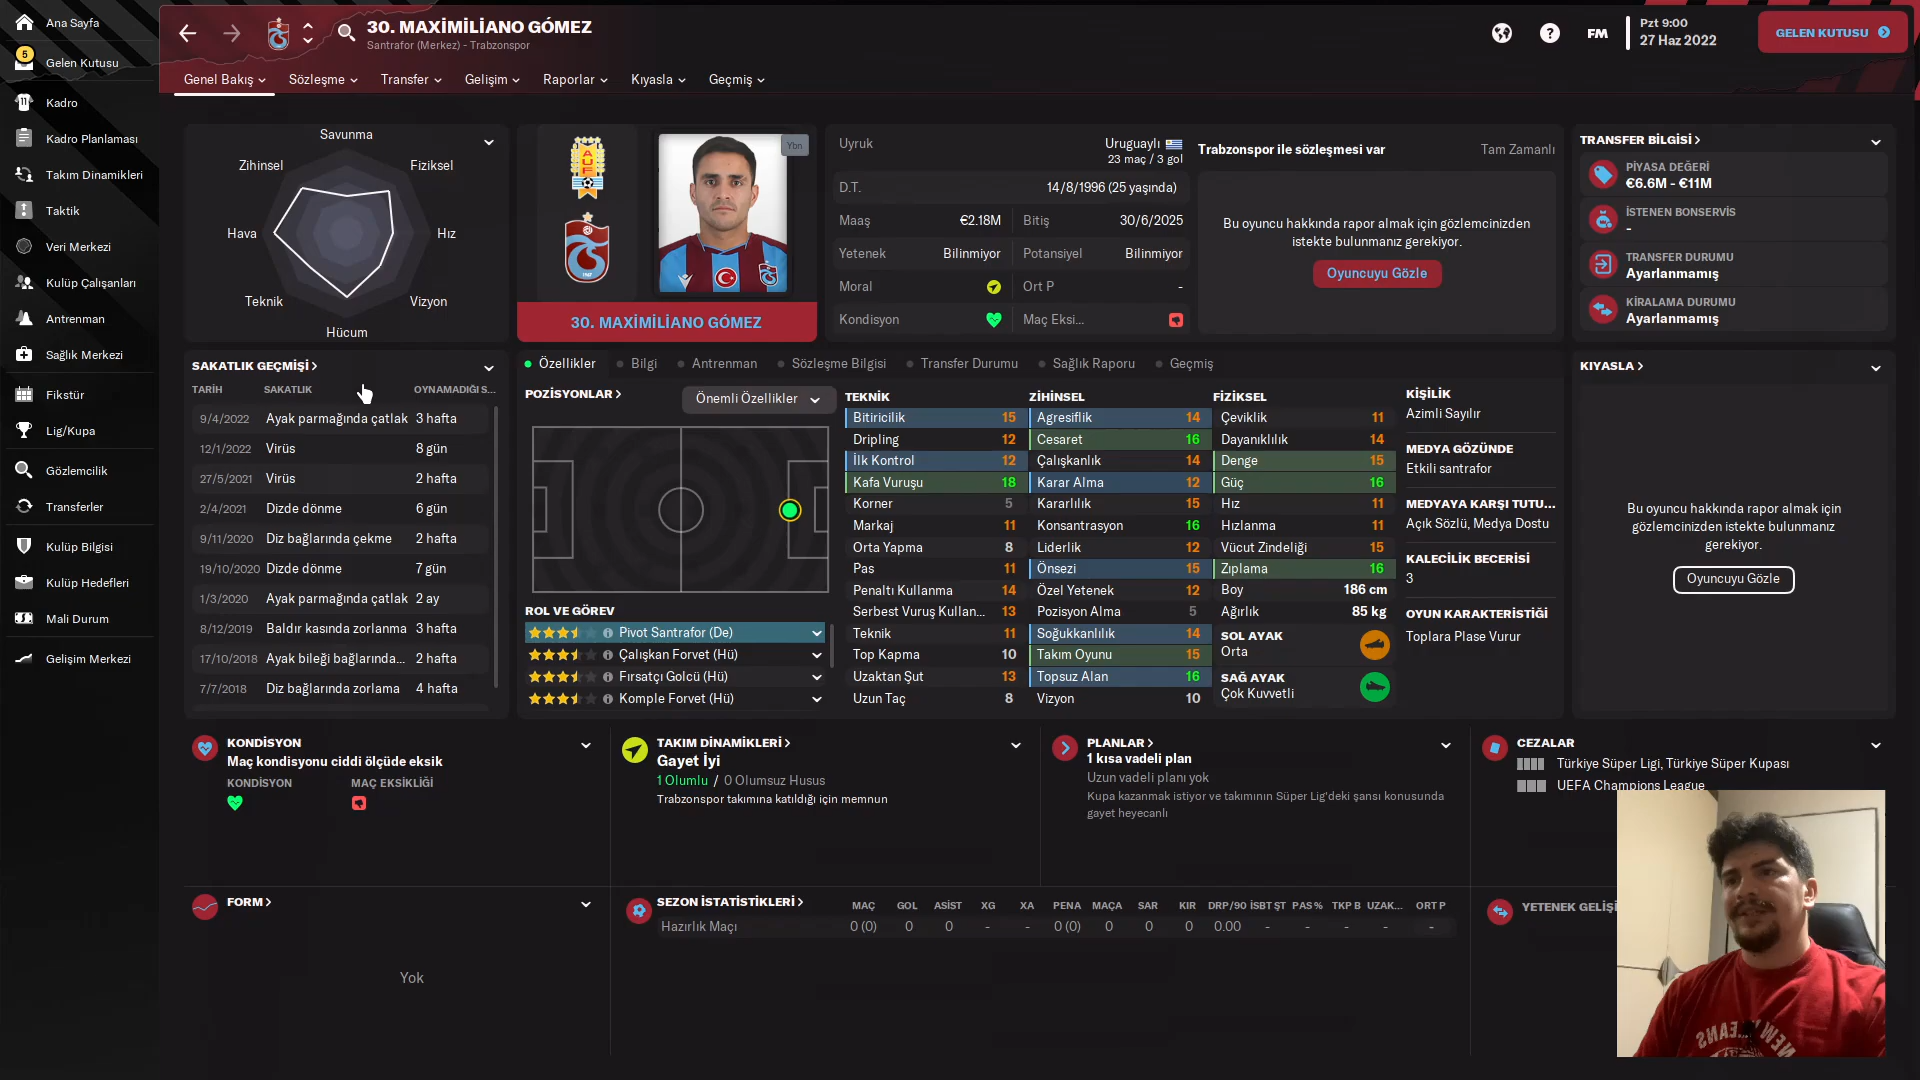 Ana Sayfa
5
Gelen Kutusu
Kadro
Kadro Planlaması
Takım Dinamikleri
Taktik
Veri Merkezi
Kulüp Çalışanları
Antrenman
Sağlık Merkezi
Fikstür
Lig/Kupa
Gözlemcilik
Transferler
Kulüp Bilgisi
Kulüp Hedefleri
Mali Durum
Gelişim Merkezi
30. MAXİMİLİANO GÓMEZ
Santrafor (Merkez) - Trabzonspor
FM
Pzt 9:00
27 Haz 2022
GELEN KUTUSU
Genel Bakış Sözleşme Transfer Gelişim Raporlar Kıyasla Geçmiş
Savunma
Zihinsel Fiziksel
Hava Hız
Teknik Vizyon
Hücum
Ybn
30. MAXİMİLİANO GÓMEZ
Uyruk Uruguaylı
23 maç / 3 gol
D.T. 14/8/1996 (25 yaşında)
Maaş €2.18M Bitiş 30/6/2025
Yetenek Bilinmiyor Potansiyel Bilinmiyor
Moral Ort P -
Kondisyon Maç Eksi...
Trabzonspor ile sözleşmesi var Tam Zamanlı
Bu oyuncu hakkında rapor almak için gözlemcinizden
istekte bulunmanız gerekiyor.
Oyuncuyu Gözle
TRANSFER BİLGİSİ
PİYASA DEĞERİ
€6.6M - €11M
İSTENEN BONSERVİS
-
TRANSFER DURUMU
Ayarlanmamış
KİRALAMA DURUMU
Ayarlanmamış
SAKATLIK GEÇMİŞİ
TARİH SAKATLIK OYNAMADIĞI S...
9/4/2022 Ayak parmağında çatlak 3 hafta
12/1/2022 Virüs 8 gün
27/5/2021 Virüs 2 hafta
2/4/2021 Dizde dönme 6 gün
9/11/2020 Diz bağlarında çekme 2 hafta
19/10/2020 Dizde dönme 7 gün
1/3/2020 Ayak parmağında çatlak 2 ay
8/12/2019 Baldır kasında zorlanma 3 hafta
17/10/2018 Ayak bileği bağlarında... 2 hafta
7/7/2018 Diz bağlarında zorlama 4 hafta
Özellikler Bilgi Antrenman Sözleşme Bilgisi Transfer Durumu Sağlık Raporu Geçmiş
POZİSYONLAR
Önemli Özellikler
ROL VE GÖREV
Pivot Santrafor (De)
Çalışkan Forvet (Hü)
Fırsatçı Golcü (Hü)
Komple Forvet (Hü)
TEKNİK
Bitiricilik 15
Dripling 12
İlk Kontrol 12
Kafa Vuruşu 18
Korner 5
Markaj 11
Orta Yapma 8
Pas 11
Penaltı Kullanma 14
Serbest Vuruş Kullan... 13
Teknik 11
Top Kapma 10
Uzaktan Şut 13
Uzun Taç 8
ZİHİNSEL
Agresiflik 14
Cesaret 16
Çalışkanlık 14
Karar Alma 12
Kararlılık 15
Konsantrasyon 16
Liderlik 12
Önsezi 15
Özel Yetenek 12
Pozisyon Alma 5
Soğukkanlılık 14
Takım Oyunu 15
Topsuz Alan 16
Vizyon 10
FİZİKSEL
Çeviklik 11
Dayanıklılık 14
Denge 15
Güç 16
Hız 11
Hızlanma 11
Vücut Zindeliği 15
Zıplama 16
Boy 186 cm
Ağırlık 85 kg
SOL AYAK
Orta
SAĞ AYAK
Çok Kuvvetli
KİŞİLİK
Azimli Sayılır
MEDYA GÖZÜNDE
Etkili santrafor
MEDYAYA KARŞI TUTU...
Açık Sözlü, Medya Dostu
KALECİLİK BECERİSİ
3
OYUN KARAKTERİSTİĞİ
Toplara Plase Vurur
KIYASLA
Bu oyuncu hakkında rapor almak için
gözlemcinizden istekte bulunmanız
gerekiyor.
Oyuncuyu Gözle
KONDİSYON
Maç kondisyonu ciddi ölçüde eksik
KONDİSYON MAÇ EKSİKLİĞİ
TAKIM DİNAMİKLERİ
Gayet İyi
1 Olumlu / 0 Olumsuz Husus
Trabzonspor takımına katıldığı için memnun
PLANLAR
1 kısa vadeli plan
Uzun vadeli planı yok
Kupa kazanmak istiyor ve takımının Süper Lig'deki şansı konusunda
gayet heyecanlı
CEZALAR
Türkiye Süper Ligi, Türkiye Süper Kupası
UEFA Champions League
FORM
Yok
SEZON İSTATİSTİKLERİ MAÇ GOL ASİST XG XA PENA MAÇA SAR KIR DRP/90 İSBT ŞT PAS % TKP B UZAK... ORT P
Hazırlık Maçı 0 (0) 0 0 - - 0 (0) 0 0 0 0.00 - - - - -
YETENEK GELİŞİ
NEW ORLEANS